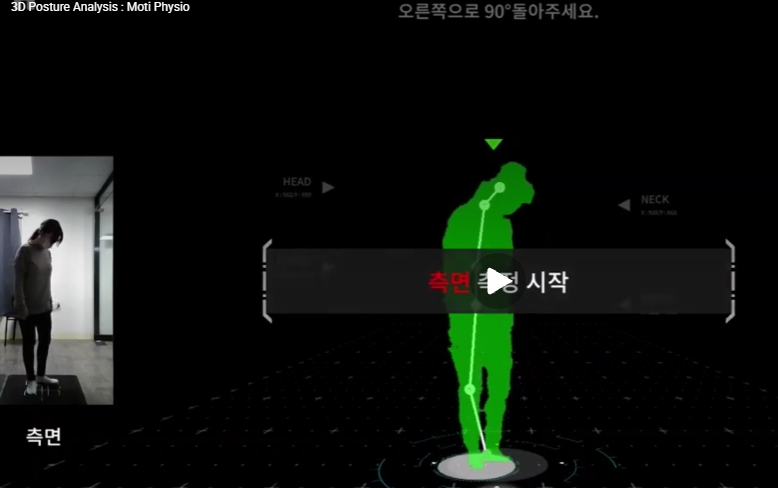 3D Posture Analysis : Moti Physio
오른쪽으로 90°돌아주세요.
HEAD
NECK
측면 측정 시작
측면